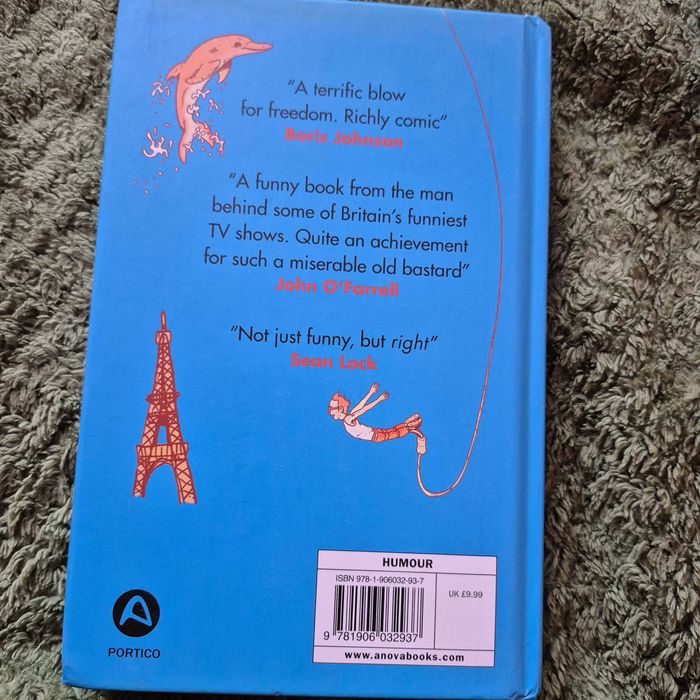 “A terrific blow
for freedom. Richly comic”
Boris Johnson
“A funny book from the man
behind some of Britain’s funniest
TV shows. Quite an achievement
for such a miserable old bastard”
John O’Farrell
“Not just funny, but right”
Sean Lock
HUMOUR
ISBN 978-1-906032-93-7
UK £9.99
9 781906 032937
www.anovabooks.com
PORTICO